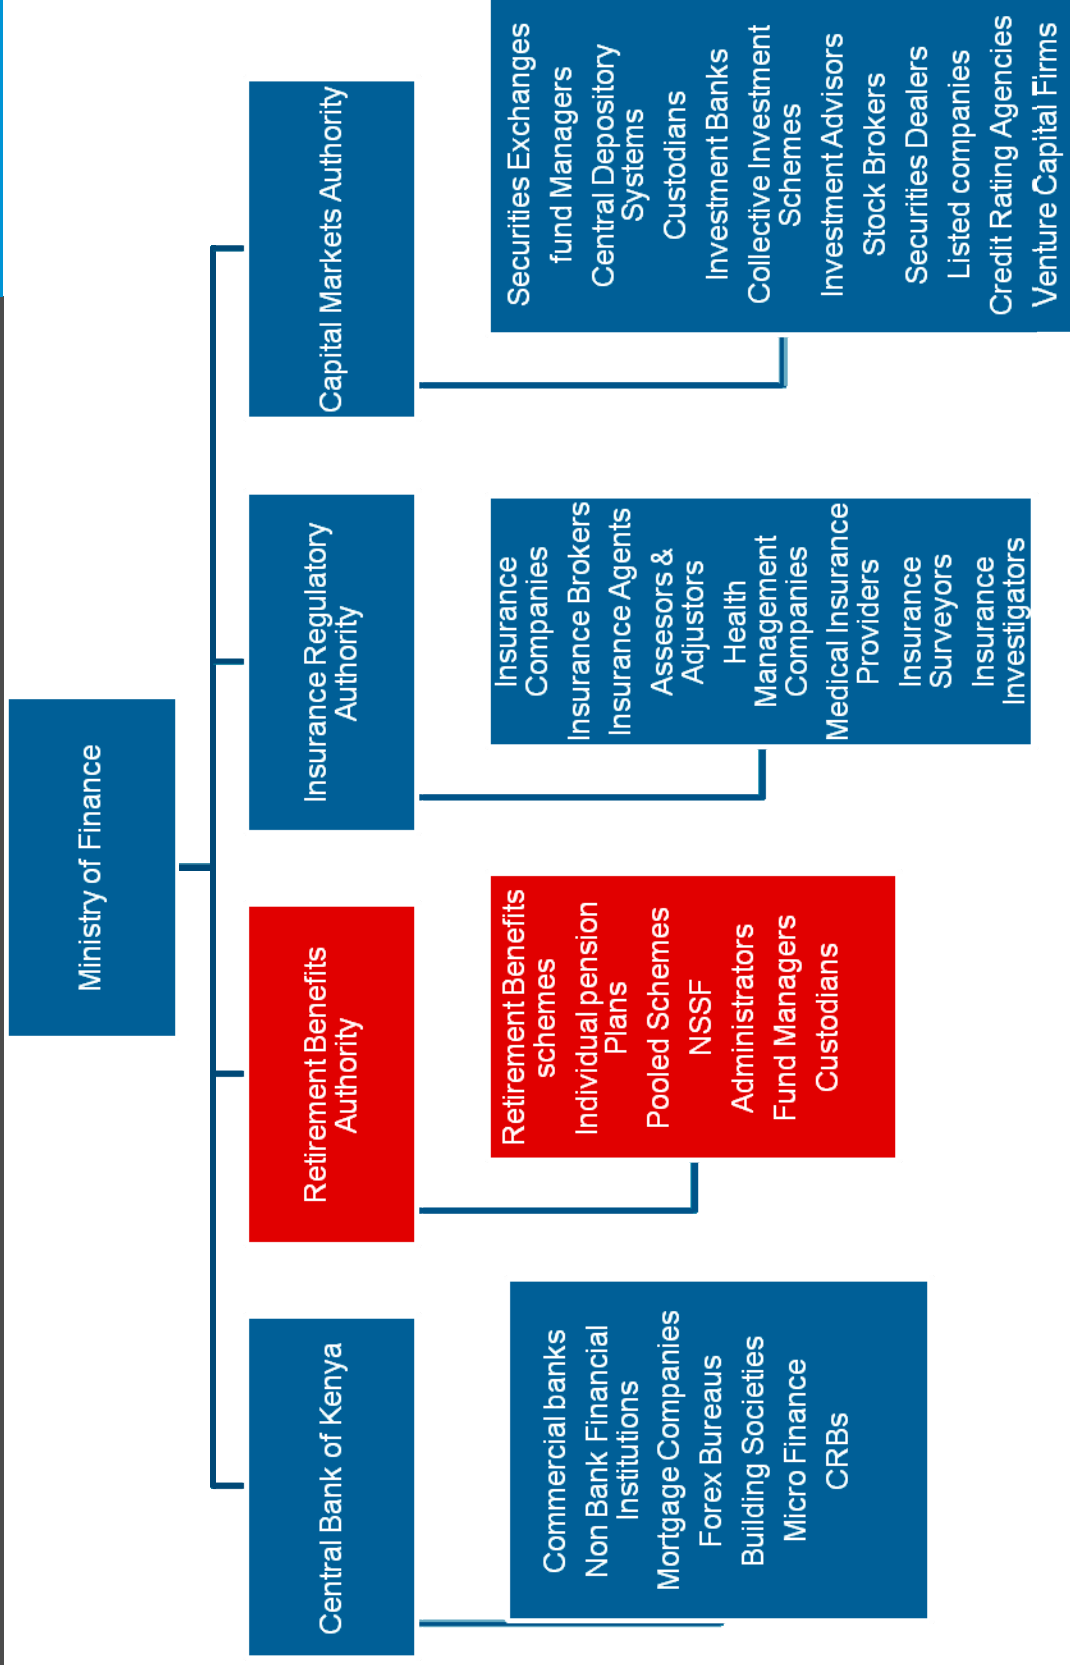 Ministry of Finance
Central Bank of Kenya
Retirement Benefits
Authority
Insurance Regulatory
Authority
Capital Markets Authority
Commercial banks
Non Bank Financial
Institutions
Mortgage Companies
Forex Bureaus
Building Societies
Micro Finance
CRBs
Retirement Benefits
schemes
Individual pension
Plans
Pooled Schemes
NSSF
Administrators
Fund Managers
Custodians
Insurance
Companies
Insurance Brokers
Insurance Agents
Assesors &
Adjustors
Health
Management
Companies
Medical Insurance
Providers
Insurance
Surveyors
Insurance
Investigators
Securities Exchanges
fund Managers
Central Depository
Systems
Custodians
Investment Banks
Collective Investment
Schemes
Investment Advisors
Stock Brokers
Securities Dealers
Listed companies
Credit Rating Agencies
Venture Capital Firms